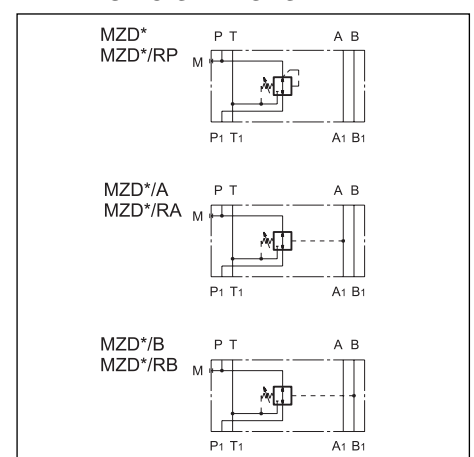 MZD*
MZD*/RP
P T A B
M
P1 T1 A1 B1
MZD*/A
MZD*/RA
P T A B
M
P1 T1 A1 B1
MZD*/B
MZD*/RB
P T A B
M
P1 T1 A1 B1